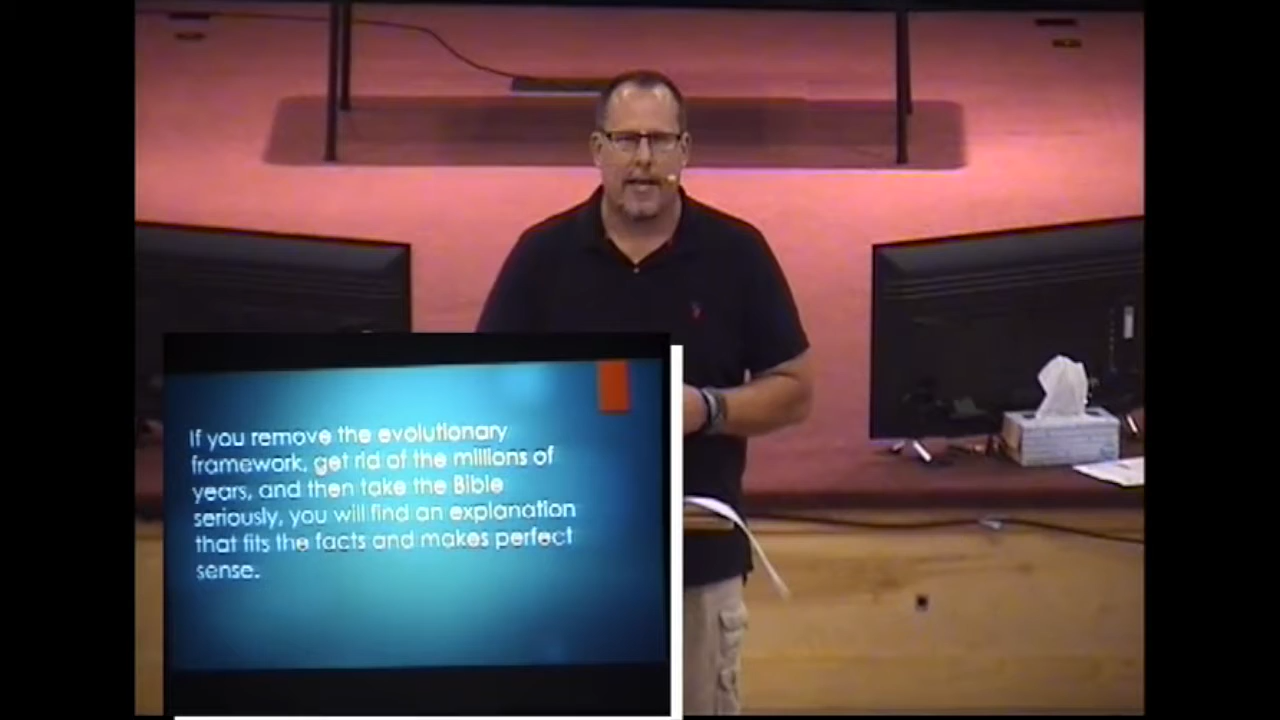 If you remove the evolutionary
framework, get rid of the millions of
years, and then take the Bible
seriously, you will find an explanation
that fits the facts and makes perfect
sense.